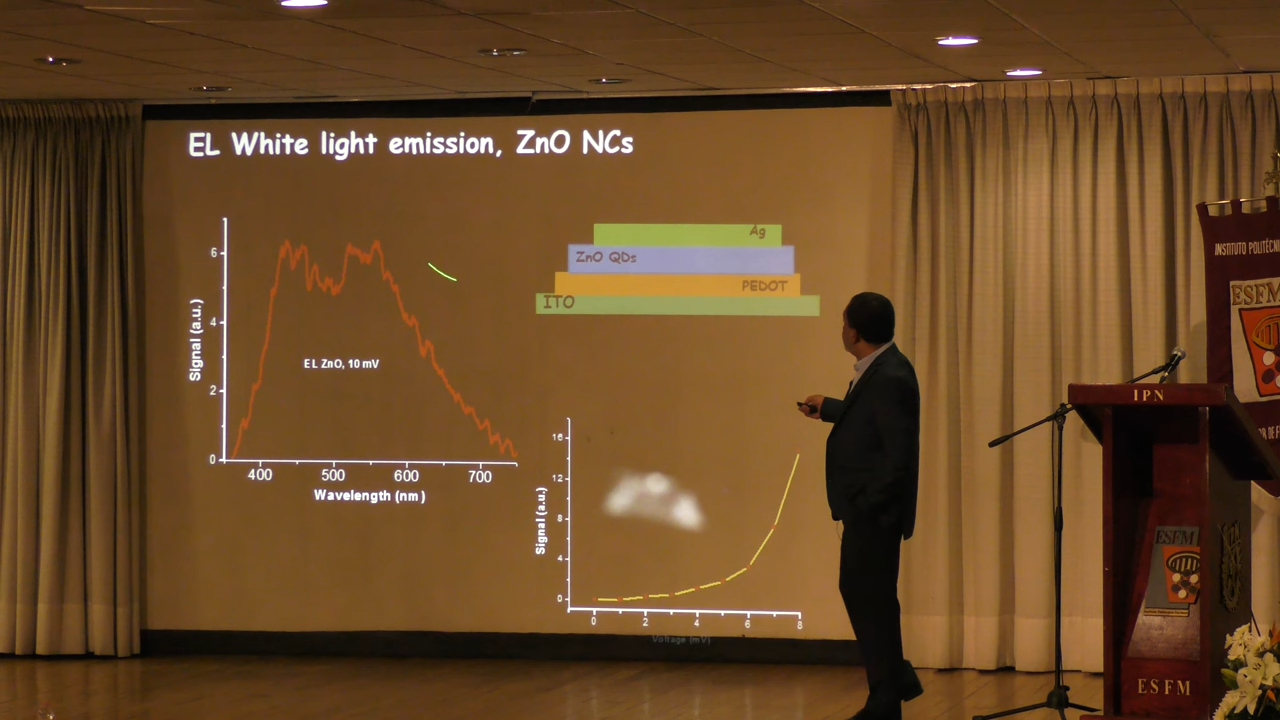 EL White light emission, ZnO NCs
6
4
2
0
Signal (a.u.)
EL ZnO, 10 mV
400 500 600 700
Wavelength (nm)
Ag
ZnO QDs
PEDOT
ITO
16
12
8
4
0
Signal (a.u.)
0 2 4 6 8
Voltage (mV)
INSTITUTO POLITÉCN
ESFM
IPN
ESFM
ESFM